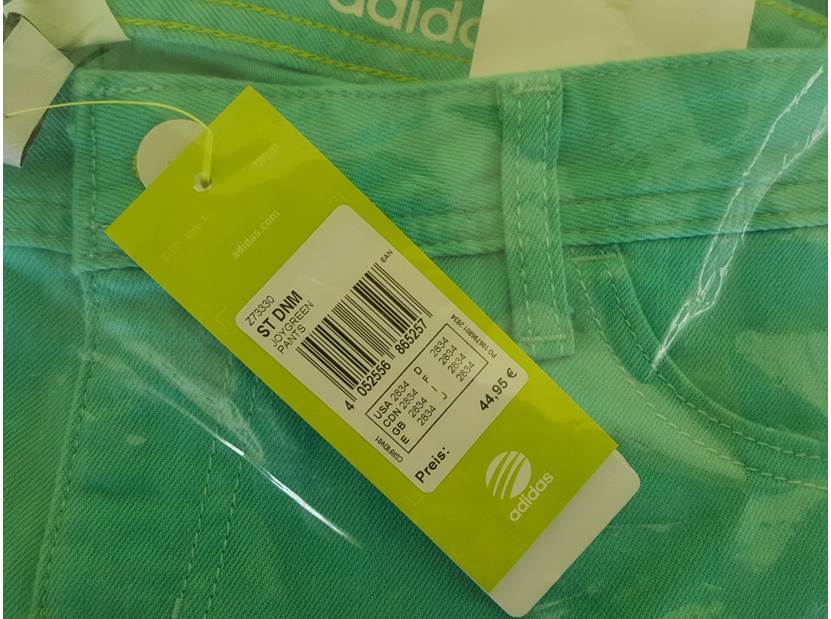 adidas
adidas.com
Z73330
ST DNM
JOYGREEN
PANTS
EAN
4 052556 865257
USA 2834 D 2834
CDN 2834 F 2834
GB 2834 I 2834
E 2834 J 2834
Preis:
44,95 €
adidas